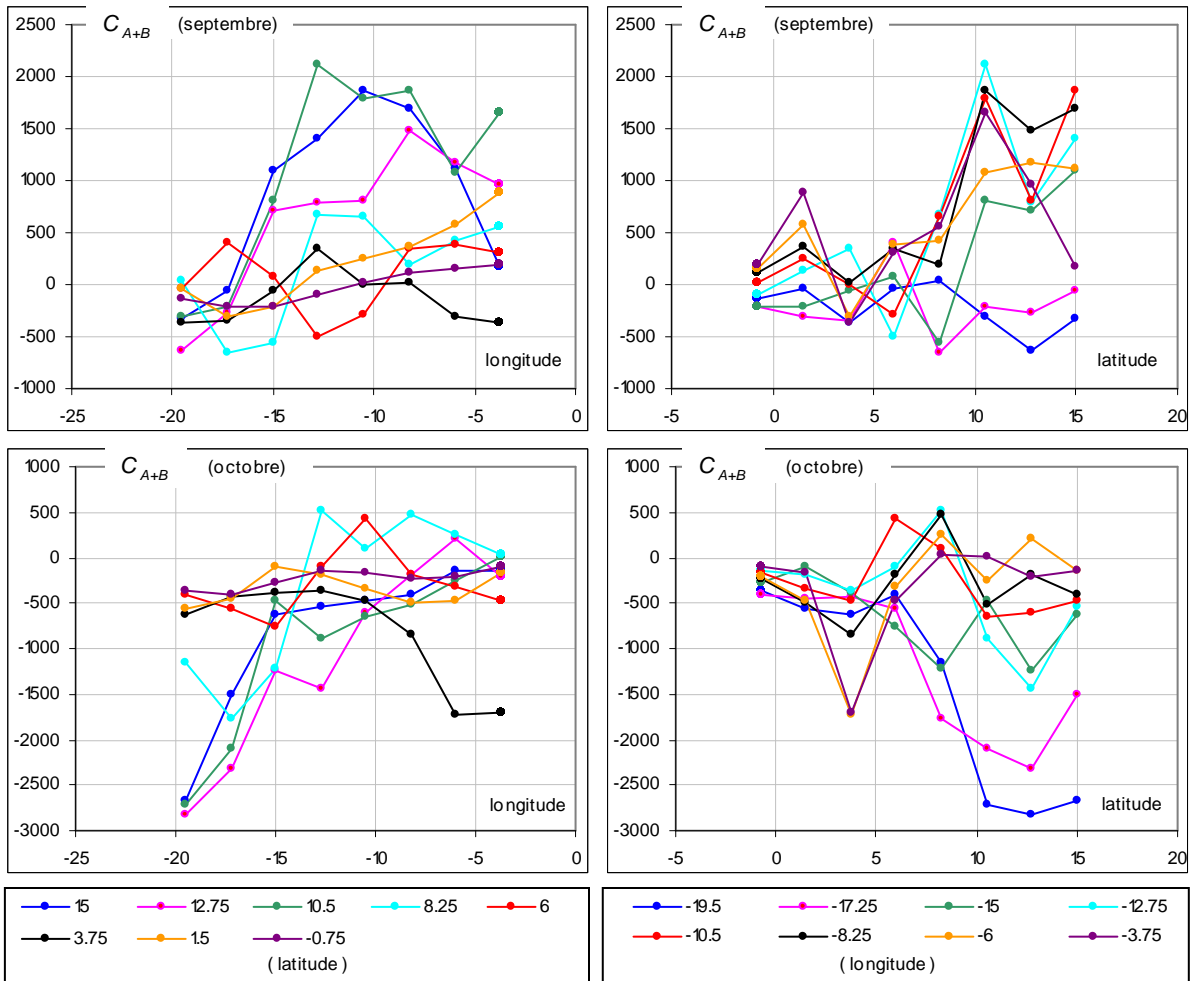 C A+B (septembre)
2500
2000
1500
1000
500
0
-500
-1000
longitude
-25 -20 -15 -10 -5 0
C A+B (septembre)
2500
2000
1500
1000
500
0
-500
-1000
latitude
-5 0 5 10 15 20
C A+B (octobre)
1000
500
0
-500
-1000
-1500
-2000
-2500
-3000
longitude
-25 -20 -15 -10 -5 0
C A+B (octobre)
1000
500
0
-500
-1000
-1500
-2000
-2500
-3000
latitude
-5 0 5 10 15 20
15 12.75 10.5 8.25 6
3.75 1.5 -0.75
( latitude )
-19.5 -17.25 -15 -12.75
-10.5 -8.25 -6 -3.75
( longitude )